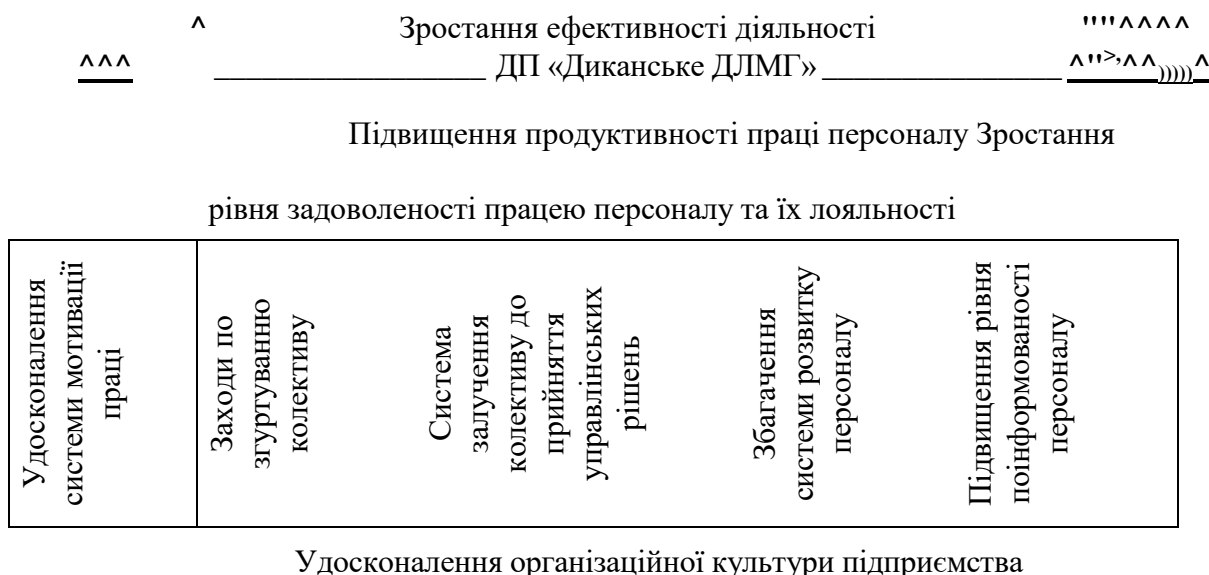 ^ Зростання ефективності діяльності ""^^^^
^^^ _________________ ДП «Диканське ДЛМГ» _______________ ^"">,^^)))))^
Підвищення продуктивності праці персоналу Зростання
рівня задоволеності працею персоналу та їх лояльності
Удосконалення
системи мотивації
праці
Заходи по
згуртуванню
колективу
Система
залучення
колективу до
прийняття
управлінських
рішень
Збагачення
системи розвитку
персоналу
Підвищення рівня
поінформованості
персоналу
Удосконалення організаційної культури підприємства